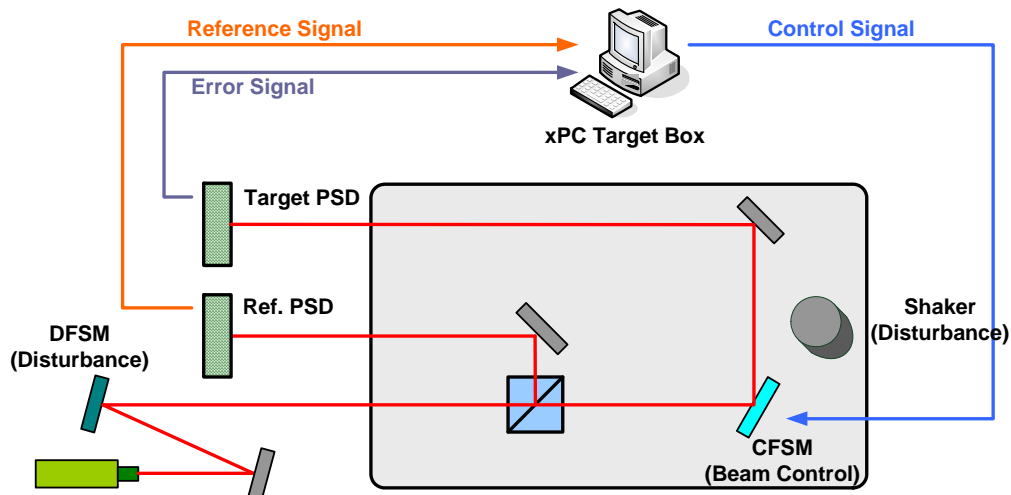 Reference Signal
Control Signal
Error Signal
xPC Target Box
Target PSD
Ref. PSD
Shaker
(Disturbance)
DFSM
(Disturbance)
CFSM
(Beam Control)